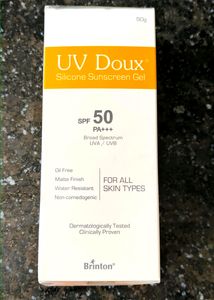 50g
UV Doux®
Silicone Sunscreen Gel
SPF 50
PA+++
Broad Spectrum
UVA / UVB
Oil Free
Matte Finish
Water Resistant
Non-comedogenic
FOR ALL
SKIN TYPES
Dermatologically Tested
Clinically Proven
Brinton®